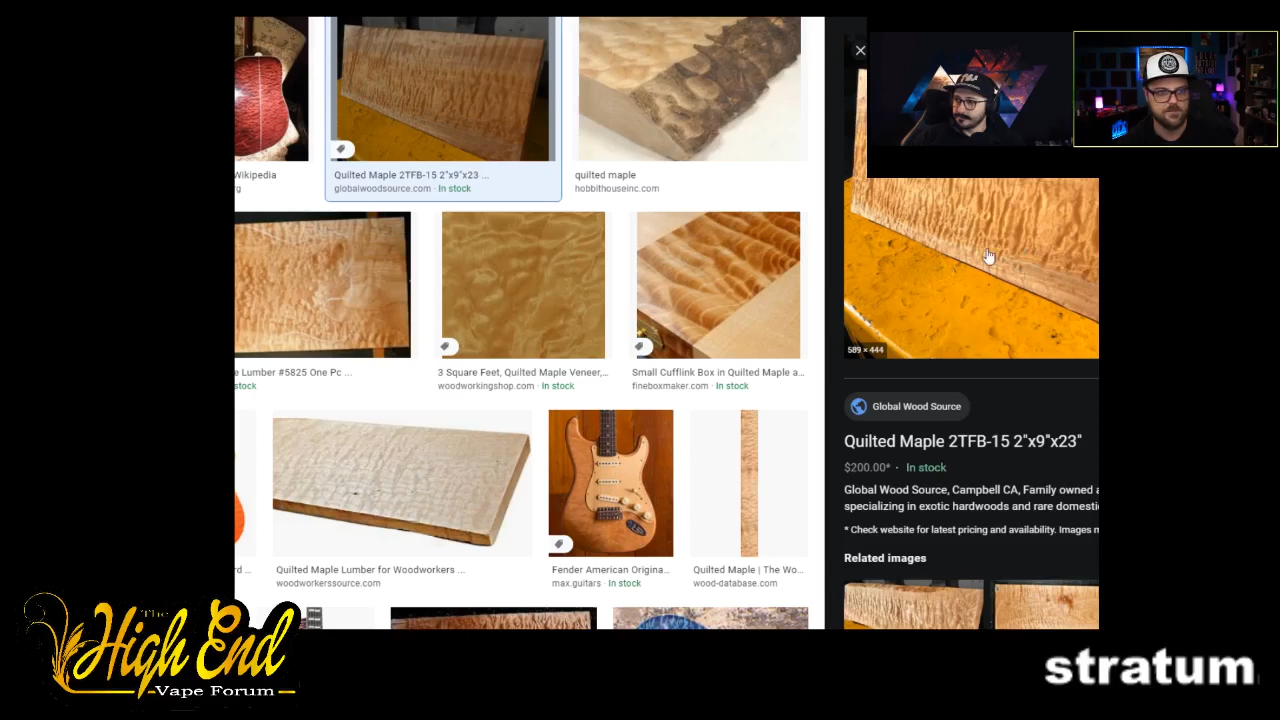 Wikipedia
rg
Quilted Maple 2TFB-15 2"x9"x23 ...
globalwoodsource.com · In stock
quilted maple
hobbithouseinc.com
e Lumber #5825 One Pc ...
stock
3 Square Feet, Quilted Maple Veneer,...
woodworkingshop.com · In stock
Small Cufflink Box in Quilted Maple a...
fineboxmaker.com · In stock
rd ...
Quilted Maple Lumber for Woodworkers ...
woodworkerssource.com
Fender American Origina...
max.guitars · In stock
Quilted Maple | The Wo...
wood-database.com
589 × 444
Global Wood Source
Quilted Maple 2TFB-15 2"x9"x23"
$200.00* · In stock
Global Wood Source, Campbell CA, Family owned a
specializing in exotic hardwoods and rare domesti
* Check website for latest pricing and availability. Images m
Related images
The
High End
Vape Forum
stratum